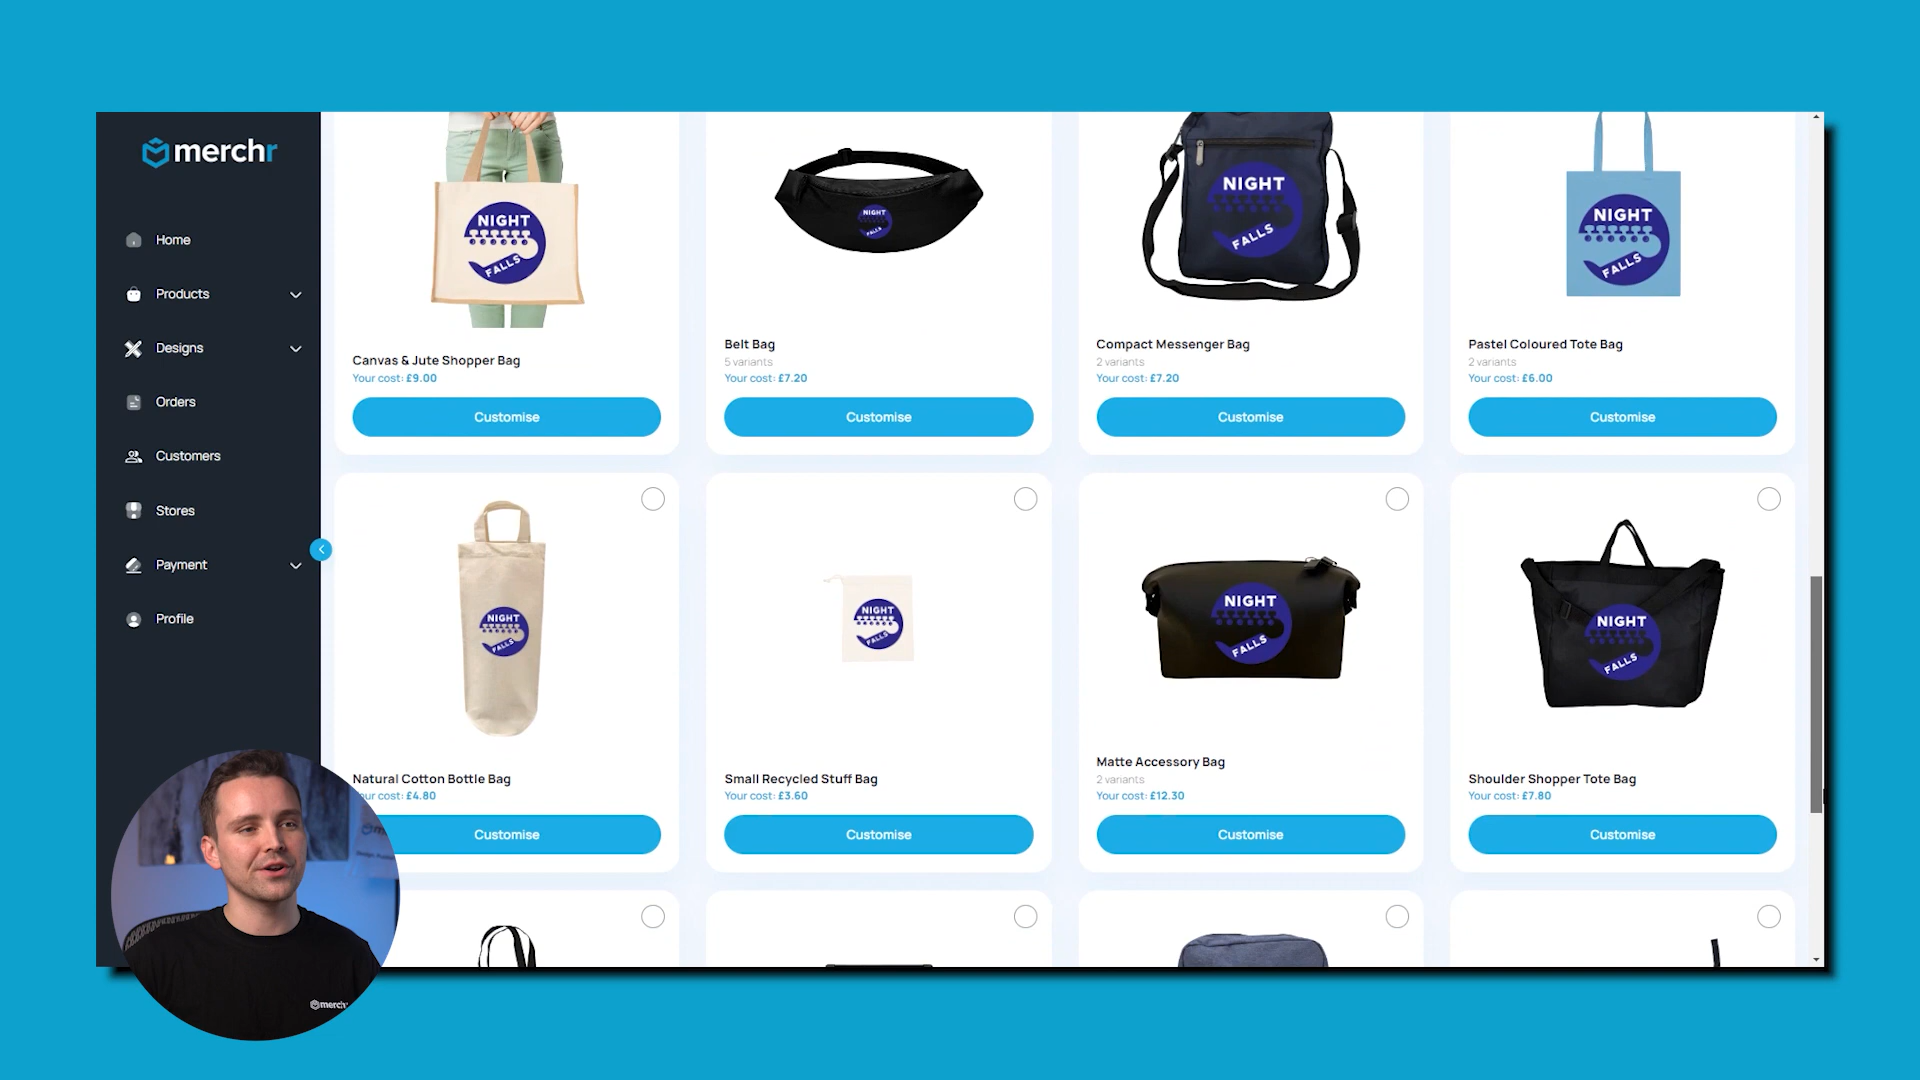 merchr
Home
Products
Designs
Orders
Customers
Stores
Payment
Profile
NIGHT
FALLS
Canvas & Jute Shopper Bag
Your cost: £9.00
Customise
NIGHT
FALLS
Belt Bag
5 variants
Your cost: £7.20
Customise
NIGHT
FALLS
Compact Messenger Bag
2 variants
Your cost: £7.20
Customise
NIGHT
FALLS
Pastel Coloured Tote Bag
2 variants
Your cost: £6.00
Customise
NIGHT
FALLS
Natural Cotton Bottle Bag
our cost: £4.80
Customise
NIGHT
FALLS
Small Recycled Stuff Bag
Your cost: £3.60
Customise
NIGHT
FALLS
Matte Accessory Bag
2 variants
Your cost: £12.30
Customise
NIGHT
FALLS
Shoulder Shopper Tote Bag
Your cost: £7.80
Customise
merchr